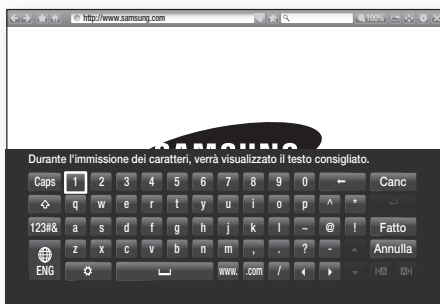 http://www.samsung.com 100%
SAMSUNG
Durante l'immissione dei caratteri, verrà visualizzato il testo consigliato.
Caps 1 2 3 4 5 6 7 8 9 0 ← Canc
q w e r t y u i o p ^ *
123#& a s d f g h j k l ~ @ ! Fatto
z x c v b n m , . ? - Annulla
ENG www. .com /